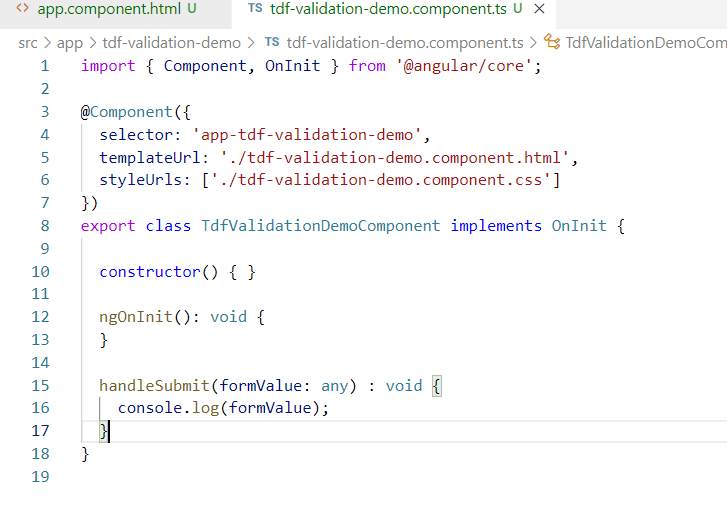 <> app.component.html U TS tdf-validation-demo.component.ts U ×
src > app > tdf-validation-demo > TS tdf-validation-demo.component.ts > TdfValidationDemoCom
1 import { Component, OnInit } from '@angular/core';
2
3 @Component({
4 selector: 'app-tdf-validation-demo',
5 templateUrl: './tdf-validation-demo.component.html',
6 styleUrls: ['./tdf-validation-demo.component.css']
7 })
8 export class TdfValidationDemoComponent implements OnInit {
9
10 constructor() { }
11
12 ngOnInit(): void {
13 }
14
15 handleSubmit(formValue: any) : void {
16 console.log(formValue);
17 }
18 }
19